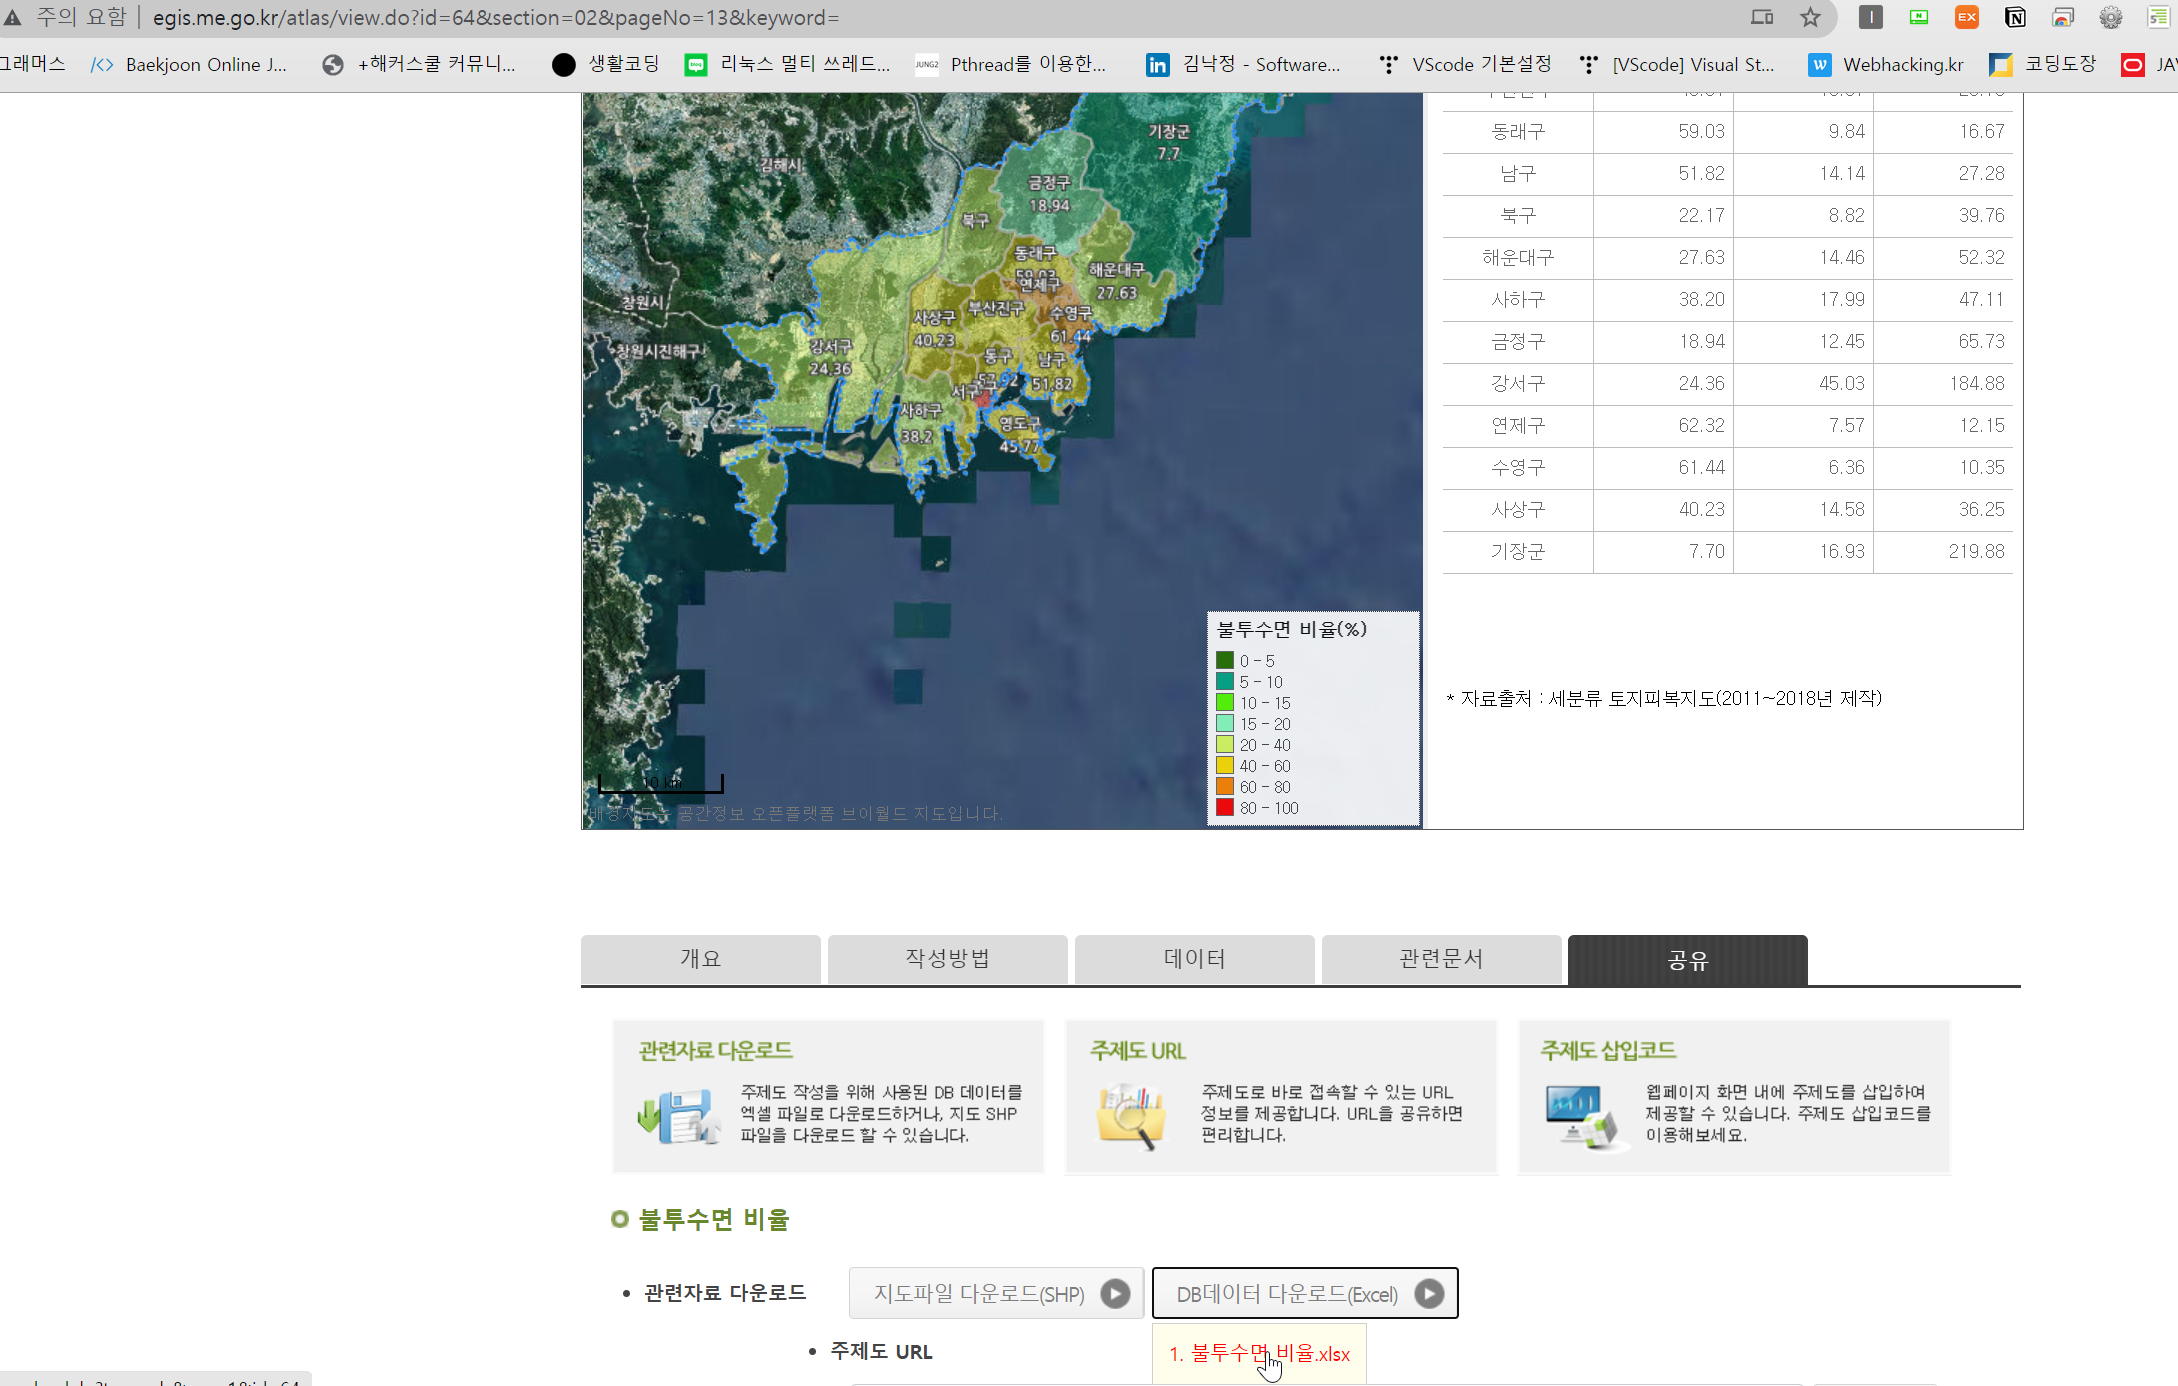 주의 요함 | egis.me.go.kr/atlas/view.do?id=64&section=02&pageNo=13&keyword=
그래머스 Baekjoon Online J... +해커스쿨 커뮤니... 생활코딩 리눅스 멀티 쓰레드... JUNG2 Pthread를 이용한... 김낙정 - Software... VScode 기본설정 [VScode] Visual St... Webhacking.kr 코딩도장
김해시
창원시
창원시진해구
기장군
7.7
금정구
18.94
북구
동래구
59.03
연제구
해운대구
27.63
사상구
40.23
부산진구
수영구
61.44
강서구
24.36
동구
남구
51.82
서구
사하구
38.2
영도구
45.77
10 km
배경지도는 공간정보 오픈플랫폼 브이월드 지도입니다.
불투수면 비율(%)
0 - 5
5 - 10
10 - 15
15 - 20
20 - 40
40 - 60
60 - 80
80 - 100
동래구 59.03 9.84 16.67
남구 51.82 14.14 27.28
북구 22.17 8.82 39.76
해운대구 27.63 14.46 52.32
사하구 38.20 17.99 47.11
금정구 18.94 12.45 65.73
강서구 24.36 45.03 184.88
연제구 62.32 7.57 12.15
수영구 61.44 6.36 10.35
사상구 40.23 14.58 36.25
기장군 7.70 16.93 219.88
* 자료출처 : 세분류 토지피복지도(2011~2018년 제작)
개요 작성방법 데이터 관련문서 공유
관련자료 다운로드
주제도 작성을 위해 사용된 DB 데이터를
엑셀 파일로 다운로드하거나, 지도 SHP
파일을 다운로드 할 수 있습니다.
주제도 URL
주제도로 바로 접속할 수 있는 URL
정보를 제공합니다. URL을 공유하면
편리합니다.
주제도 삽입코드
웹페이지 화면 내에 주제도를 삽입하여
제공할 수 있습니다. 주제도 삽입코드를
이용해보세요.
불투수면 비율
• 관련자료 다운로드 지도파일 다운로드(SHP) DB데이터 다운로드(Excel)
• 주제도 URL
1. 불투수면 비율.xlsx